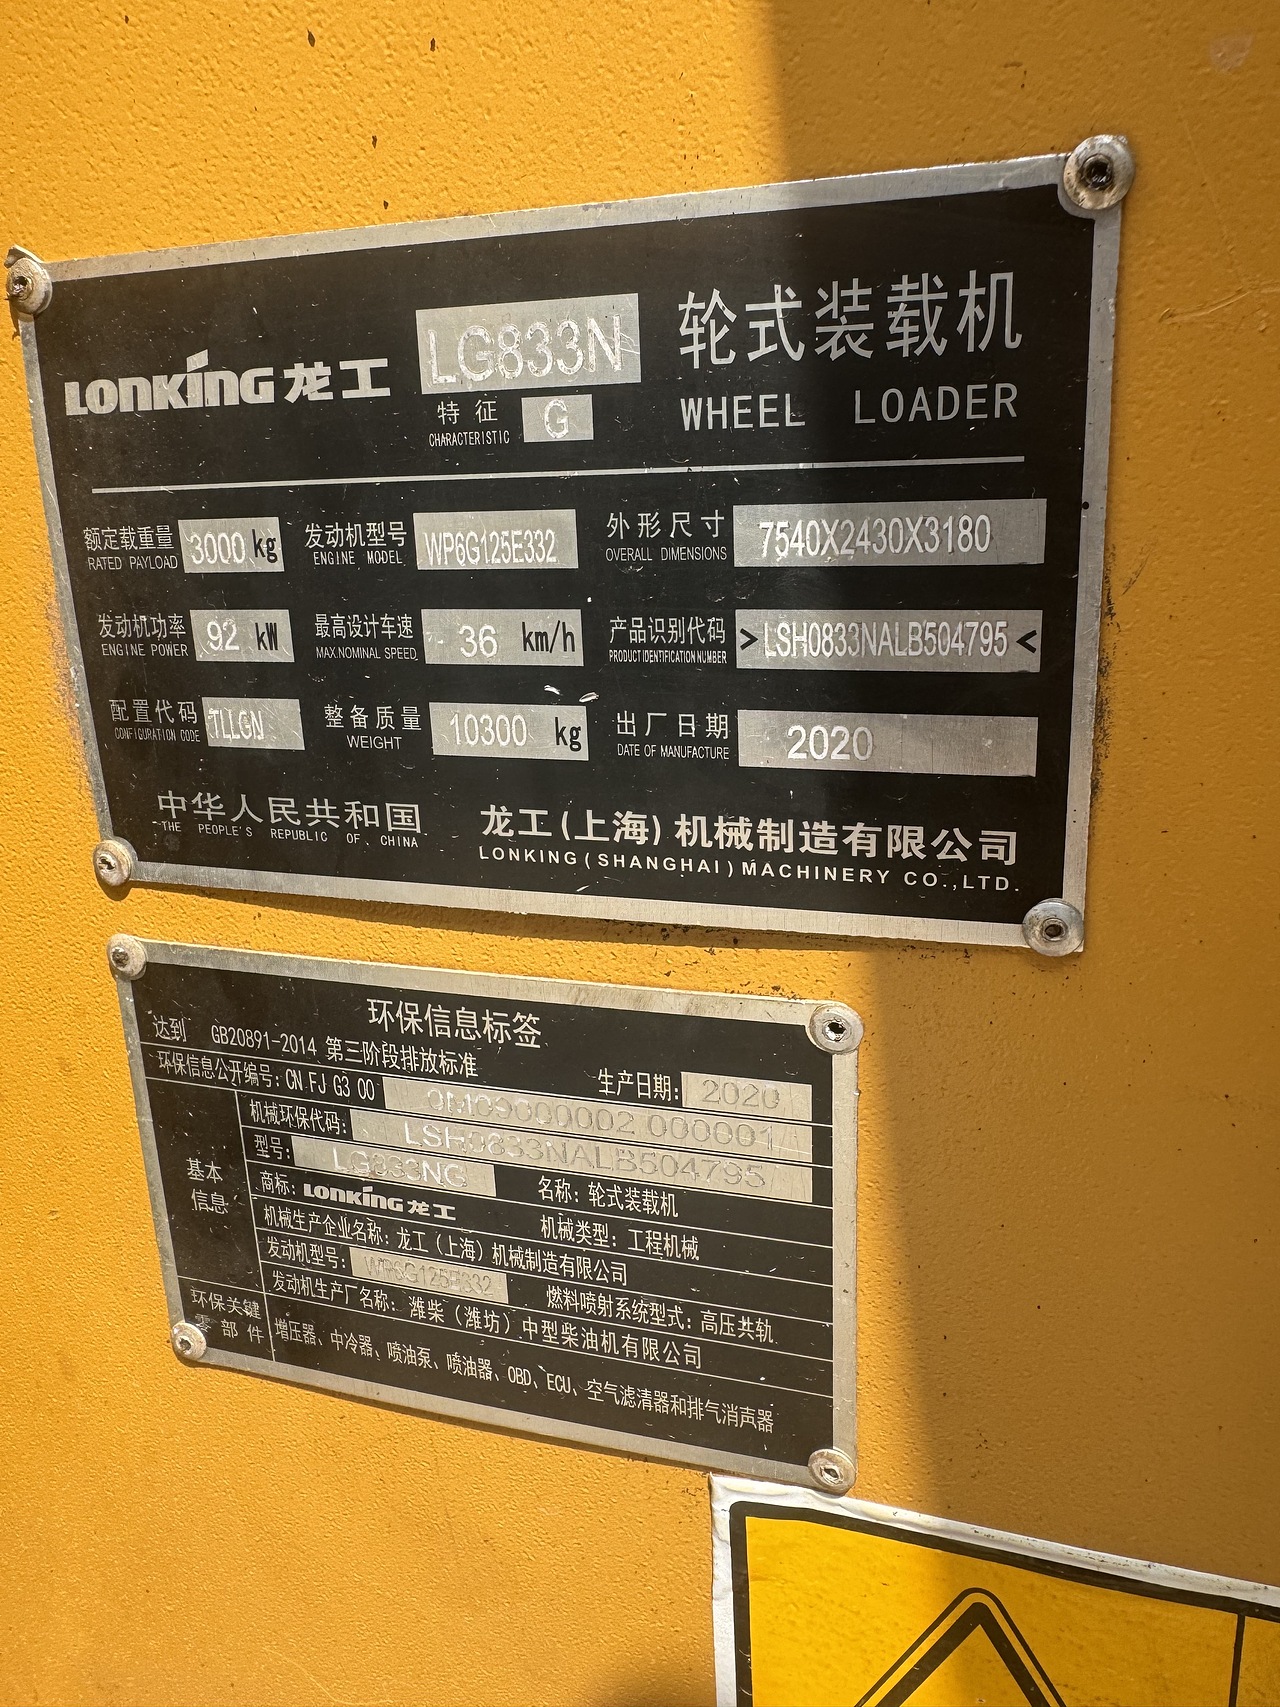 LONKING 龙工 LG833N 轮式装载机
特征 G WHEEL LOADER
CHARACTERISTIC
额定载重量 3000 kg 发动机型号 WP6G125E332 外形尺寸 7540X2430X3180
RATED PAYLOAD ENGINE MODEL OVERALL DIMENSIONS
发动机功率 92 kW 最高设计车速 36 km/h 产品识别代码 >LSH0833NALB504795<
ENGINE POWER MAX.NOMINAL SPEED PRODUCT IDENTIFICATION NUMBER
配置代码 TLLGN 整备质量 10300 kg 出厂日期 2020
CONFIGURATION CODE WEIGHT DATE OF MANUFACTURE
中华人民共和国 龙工(上海)机械制造有限公司
THE PEOPLE'S REPUBLIC OF CHINA LONKING(SHANGHAI)MACHINERY CO.,LTD.
环保信息标签
达到 GB20891-2014 第三阶段排放标准 生产日期: 2020
环保信息公开编号: CN FJ G3 00 0M09000002 000001
基本信息
机械环保代码: LSH0833NALB504795
型号: LG833NG 名称: 轮式装载机
商标: LONKING 龙工 机械类型: 工程机械
机械生产企业名称: 龙工(上海)机械制造有限公司
发动机型号: WP6G125E332 燃料喷射系统型式: 高压共轨
发动机生产厂名称: 潍柴(潍坊)中型柴油机有限公司
环保关键零部件 增压器、中冷器、喷油泵、喷油器、OBD、ECU、空气滤清器和排气消声器